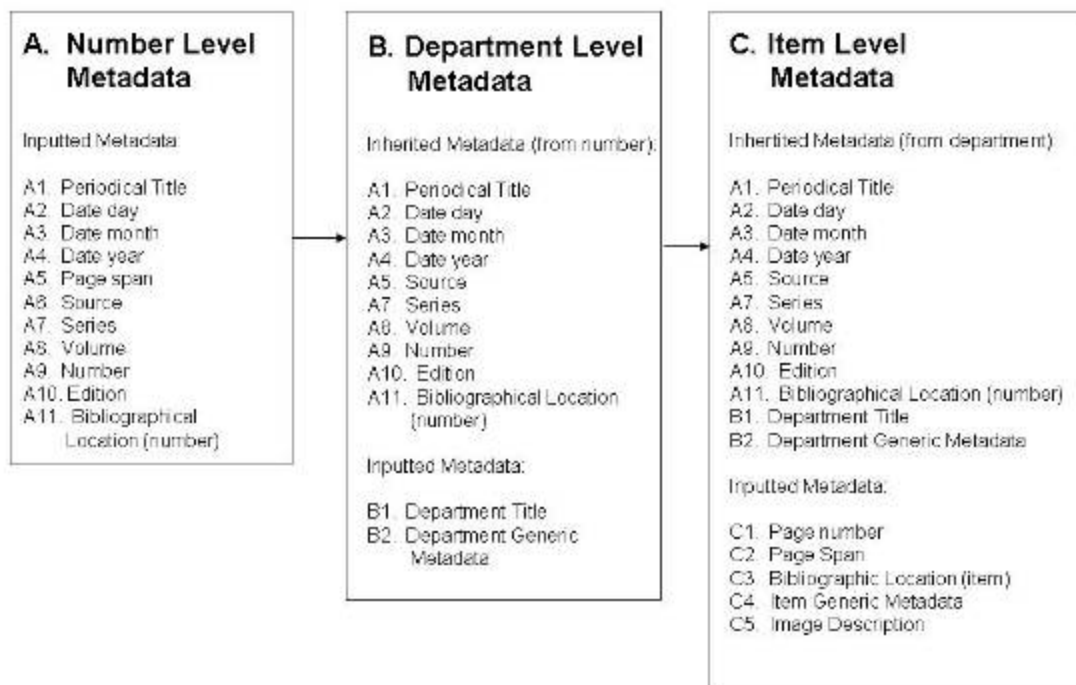 A. Number Level
Metadata
Inputted Metadata:
A1. Periodical Title
A2. Date day
A3. Date month
A4. Date year
A5. Page span
A6. Source
A7. Series
A8. Volume
A9. Number
A10. Edition
A11. Bibliographical
Location (number)
B. Department Level
Metadata
Inherited Metadata (from number):
A1. Periodical Title
A2. Date day
A3. Date month
A4. Date year
A5. Source
A7. Series
A8. Volume
A9. Number
A10. Edition
A11. Bibliographical Location
(number)
Inputted Metadata:
B1. Department Title
B2. Department Generic
Metadata
C. Item Level
Metadata
Inhertited Metadata (from department):
A1. Periodical Title
A2. Date day
A3. Date month
A4. Date year
A5. Source
A7. Series
A8. Volume
A9. Number
A10. Edition
A11. Bibliographical Location (number)
B1. Department Title
B2. Department Generic Metadata
Inputted Metadata:
C1. Page number
C2. Page Span
C3. Bibliographic Location (item)
C4. Item Generic Metadata
C5. Image Description